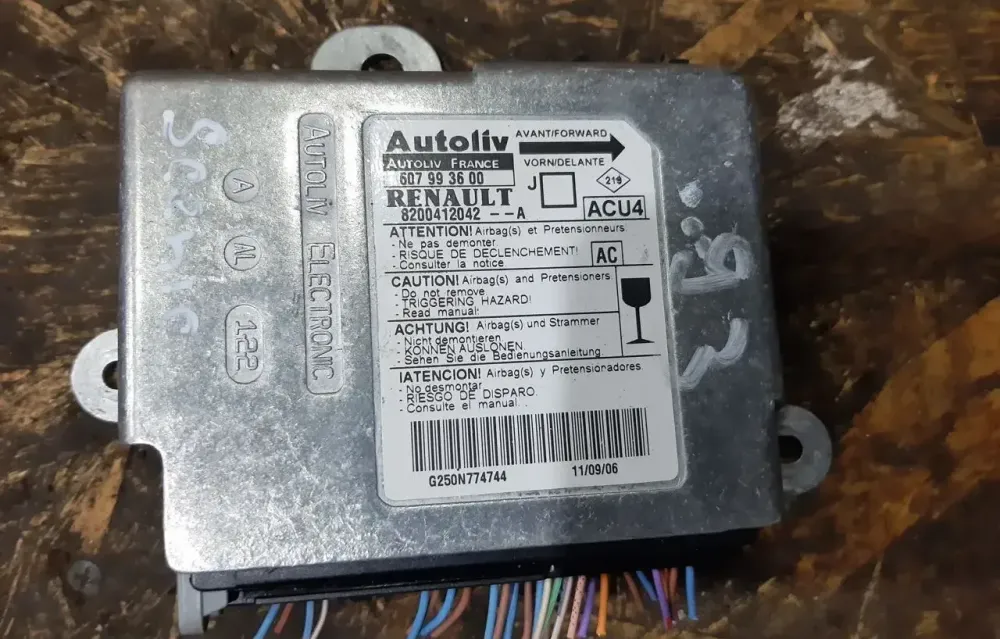 Scenic
A
AL
122
AUTOLIV ELECTRONIC
Autoliv
AVANT/FORWARD
AUTOLIV FRANCE
VORN/DELANTE
607 99 36 00
J
219
RENAULT
8200412042 --A
ACU4
ATTENTION! Airbag(s) et Pretensionneurs
- Ne pas demonter
- RISQUE DE DECLENCHEMENT!
- Consulter la notice
AC
CAUTION! Airbag(s) and Pretensioners
- Do not remove
- TRIGGERING HAZARD!
- Read manual.
ACHTUNG! Airbag(s) und Strammer
- Nicht demontieren
- KONNEN AUSLONEN
- Sehen Sie die Bedienungsanleitung
!ATENCION! Airbag(s) y Pretensionadores
- No desmontar
- RIESGO DE DISPARO.
- Consulte el manual.
G250N774744
11/09/06